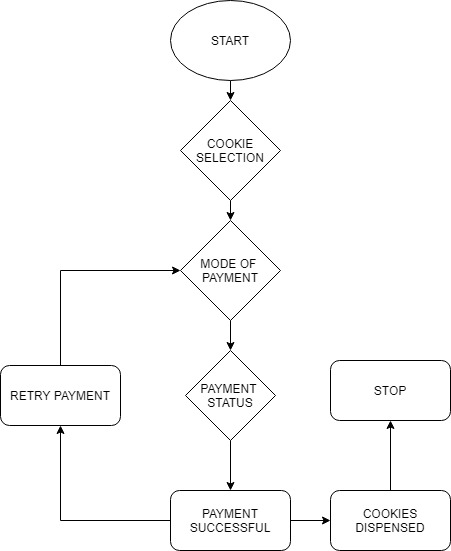 START
COOKIE
SELECTION
MODE OF
PAYMENT
PAYMENT
STATUS
RETRY PAYMENT
STOP
PAYMENT
SUCCESSFUL
COOKIES
DISPENSED